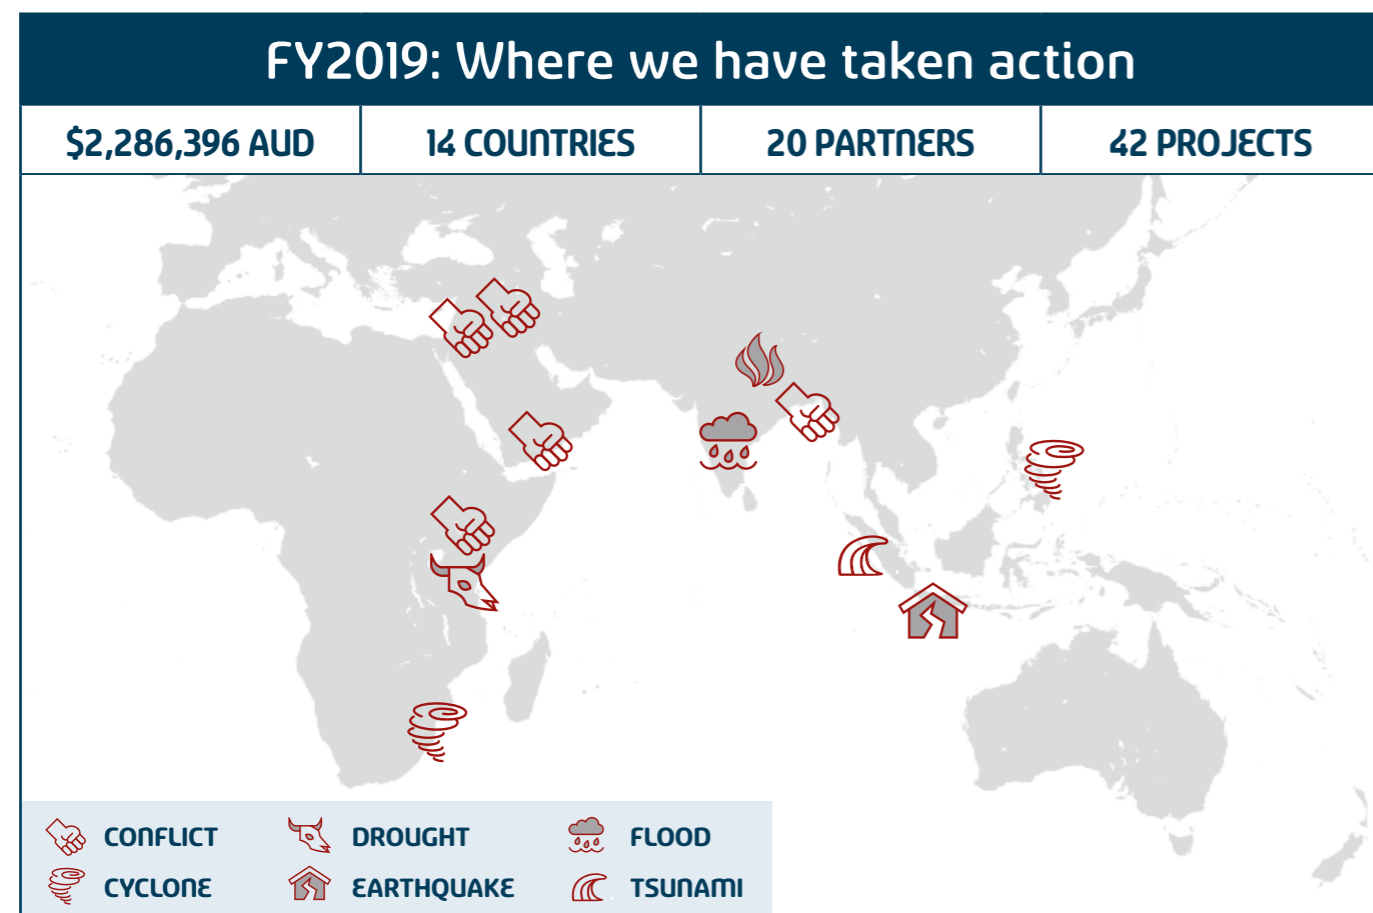 FY2019: Where we have taken action
$2,286,396 AUD
14 COUNTRIES
20 PARTNERS
42 PROJECTS
CONFLICT
DROUGHT
FLOOD
CYCLONE
EARTHQUAKE
TSUNAMI